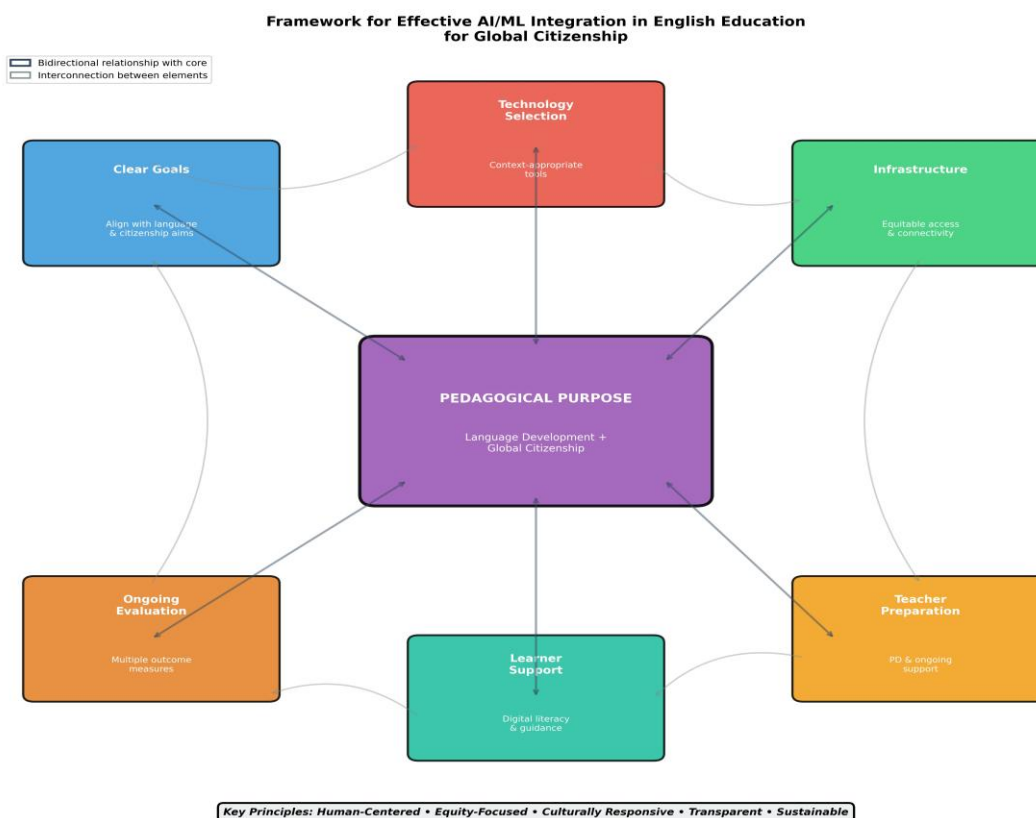 Framework for Effective AI/ML Integration in English Education
for Global Citizenship
Bidirectional relationship with core
Interconnection between elements
Technology
Selection
Context-appropriate
tools
Clear Goals
Align with language
& citizenship aims
Infrastructure
Equitable access
& connectivity
PEDAGOGICAL PURPOSE
Language Development +
Global Citizenship
Ongoing
Evaluation
Multiple outcome
measures
Learner
Support
Digital literacy
& guidance
Teacher
Preparation
PD & ongoing
support
Key Principles: Human-Centered • Equity-Focused • Culturally Responsive • Transparent • Sustainable